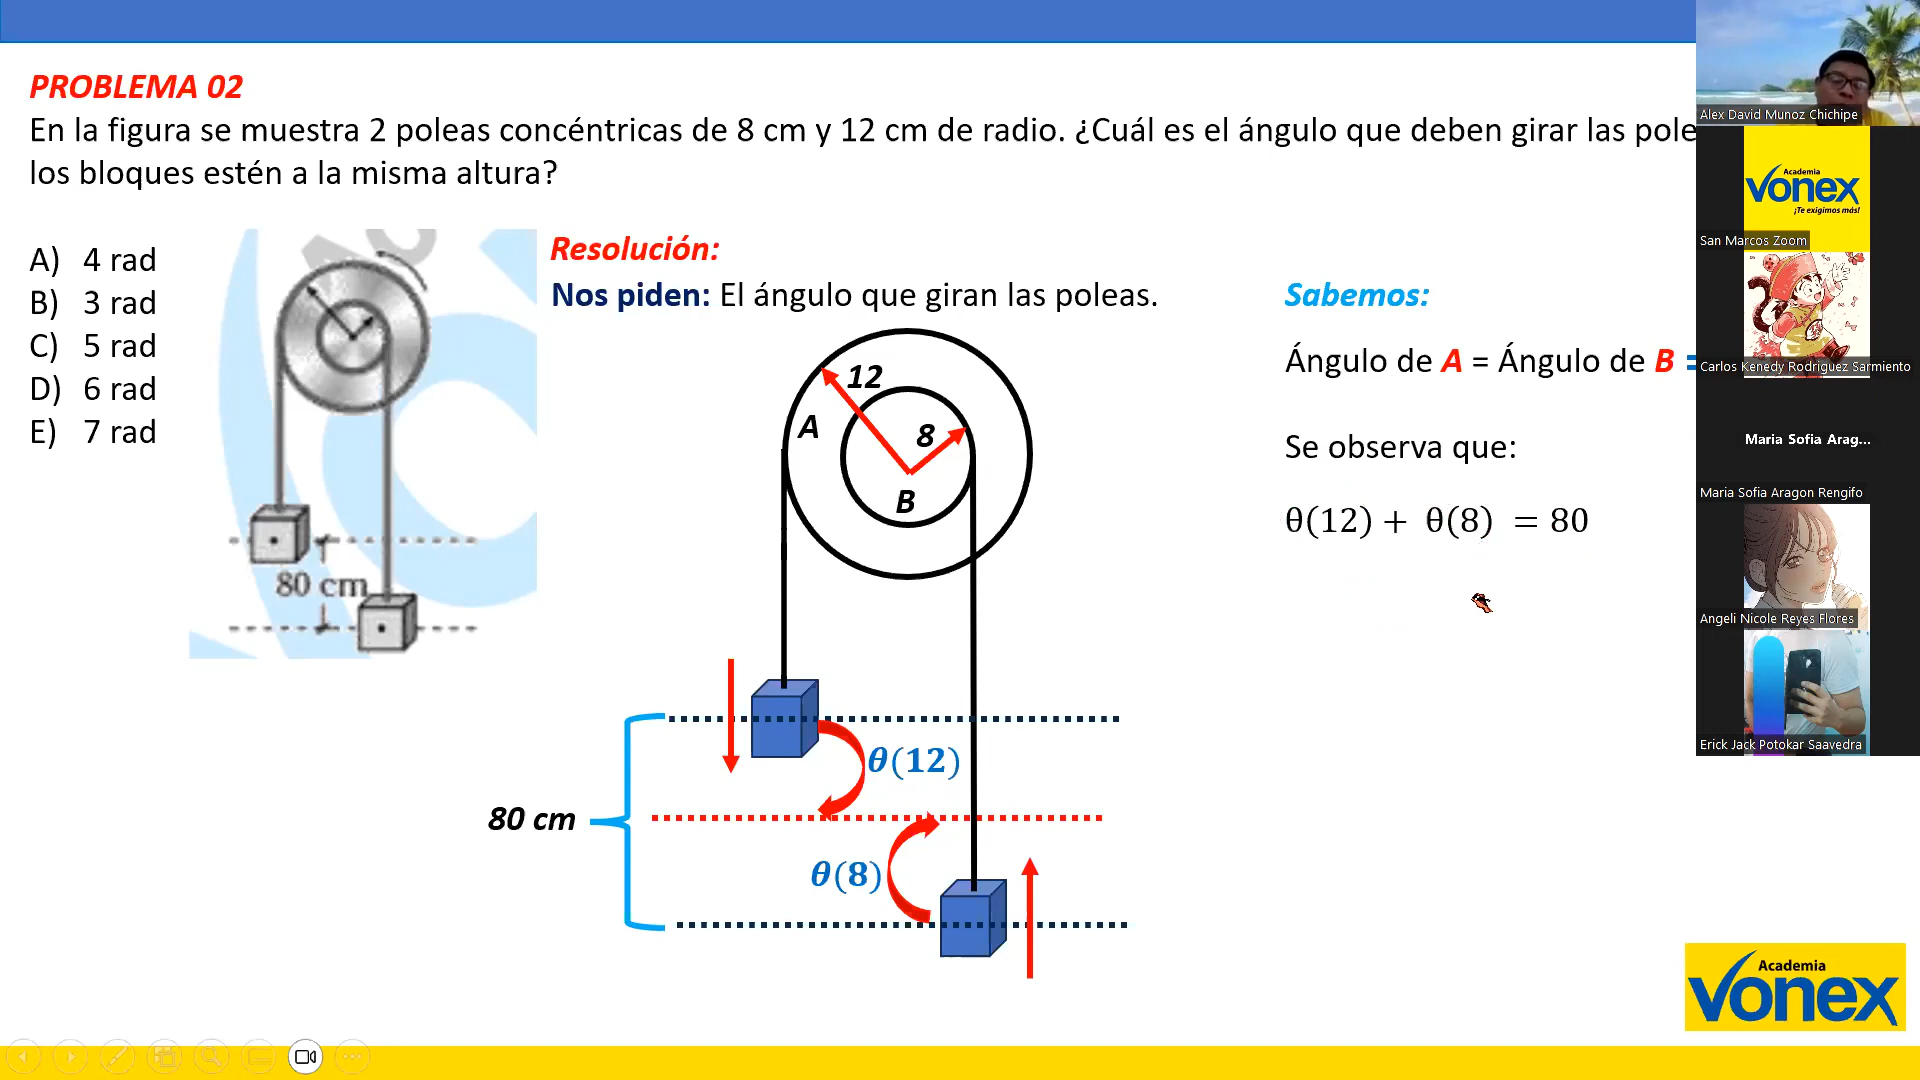 PROBLEMA 02
En la figura se muestra 2 poleas concéntricas de 8 cm y 12 cm de radio. ¿Cuál es el ángulo que deben girar las pole
los bloques estén a la misma altura?
A) 4 rad
B) 3 rad
C) 5 rad
D) 6 rad
E) 7 rad
80 cm
Resolución:
Nos piden: El ángulo que giran las poleas.
12
A
8
B
θ(12)
80 cm
θ(8)
Sabemos:
Ángulo de A = Ángulo de B =
Se observa que:
θ(12) + θ(8) = 80
Alex David Munoz Chichipe
Academia
Vonex
¡Te exigimos más!
San Marcos Zoom
Carlos Kenedy Rodriguez Sarmiento
Maria Sofia Arag...
Maria Sofia Aragon Rengifo
Angeli Nicole Reyes Flores
Erick Jack Potokar Saavedra
Academia
Vonex